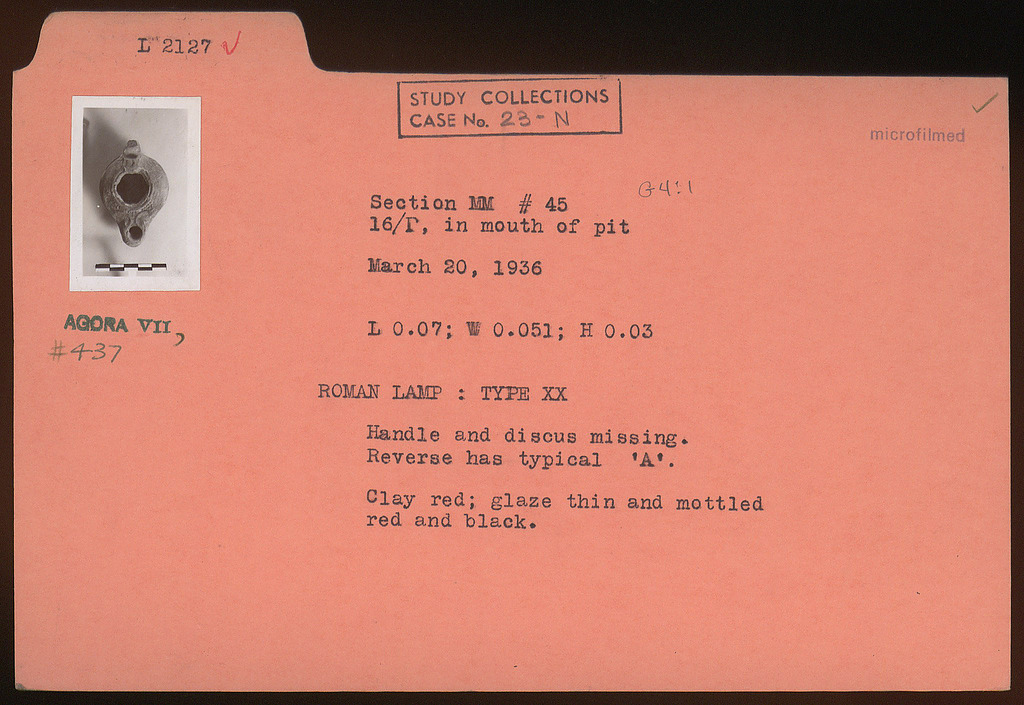 L 2127 ✓
STUDY COLLECTIONS
CASE No. 23-N
microfilmed
G4:1
Section MM # 45
16/Γ, in mouth of pit
March 20, 1936
AGORA VII,
#437
L 0.07; W 0.051; H 0.03
ROMAN LAMP : TYPE XX
Handle and discus missing.
Reverse has typical 'A'.
Clay red; glaze thin and mottled
red and black.